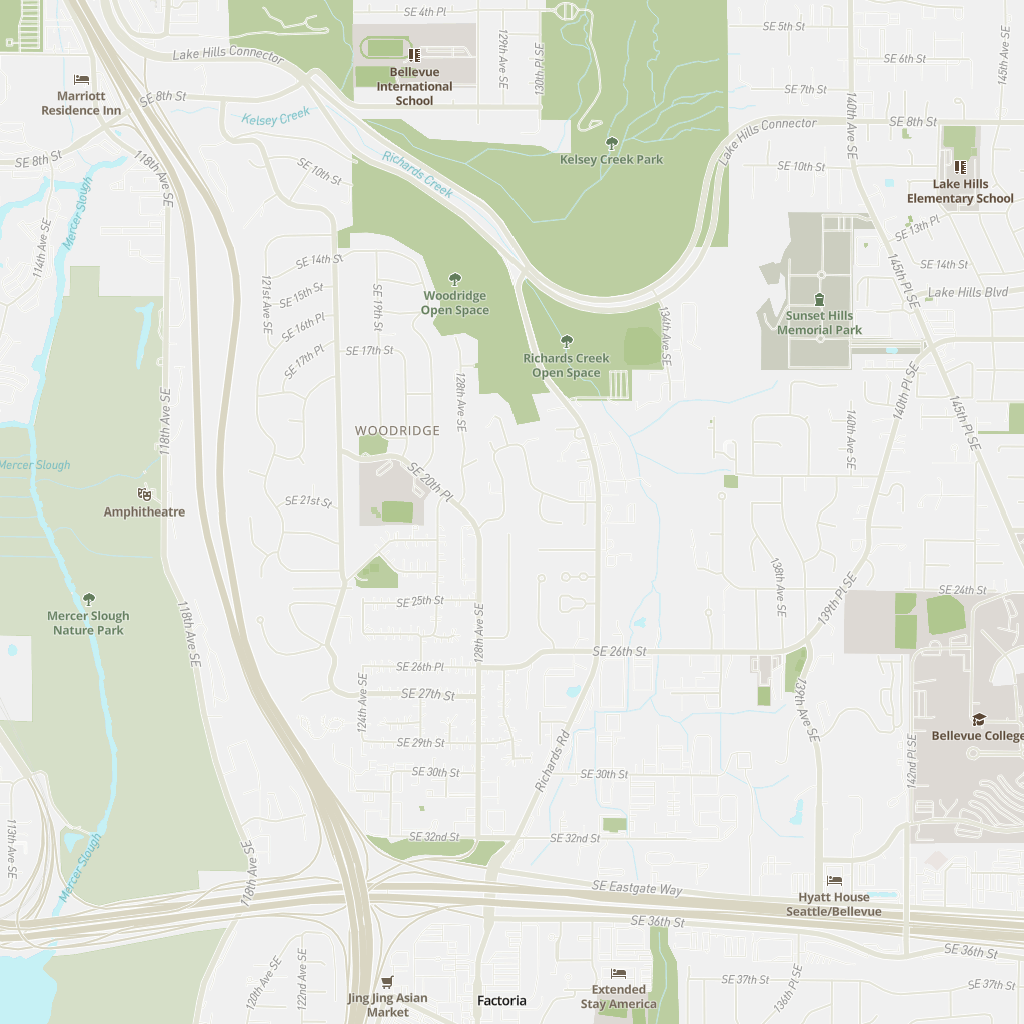 SE 4th Pl
SE 5th St
Lake Hills Connector
129th Ave SE
130th Pl SE
145th Ave SE
SE 6th St
Bellevue
International
School
Marriott
Residence Inn
SE 8th St
SE 7th St
140th Ave SE
Kelsey Creek
Lake Hills Connector
SE 8th St
SE 8th St
Richards Creek
Kelsey Creek Park
118th Ave SE
SE 10th St
SE 10th St
Lake Hills
Elementary School
Mercer Slough
114th Ave SE
SE 13th Pl
SE 14th St
SE 14th St
145th Pl SE
121st Ave SE
SE 15th St
SE 19th St
Woodridge
Open Space
Lake Hills Blvd
SE 16th Pl
Sunset Hills
Memorial Park
134th Ave SE
SE 17th Pl
SE 17th St
Richards Creek
Open Space
118th Ave SE
128th Ave SE
140th Pl SE
145th Pl SE
140th Ave SE
WOODRIDGE
Mercer Slough
SE 20th Pl
SE 21st St
Amphitheatre
138th Ave SE
139th Pl SE
SE 24th St
Mercer Slough
Nature Park
SE 25th St
118th Ave SE
128th Ave SE
SE 26th St
SE 26th Pl
124th Ave SE
SE 27th St
139th Ave SE
Bellevue College
SE 29th St
Richards Rd
142nd Pl SE
SE 30th St
SE 30th St
113th Ave SE
SE 32nd St
SE 32nd St
Mercer Slough
118th Ave SE
SE Eastgate Way
Hyatt House
Seattle/Bellevue
SE 36th St
SE 36th St
120th Ave SE
122nd Ave SE
Jing Jing Asian
Market
Factoria
Extended
Stay America
SE 37th St
136th Pl SE
SE 37th St